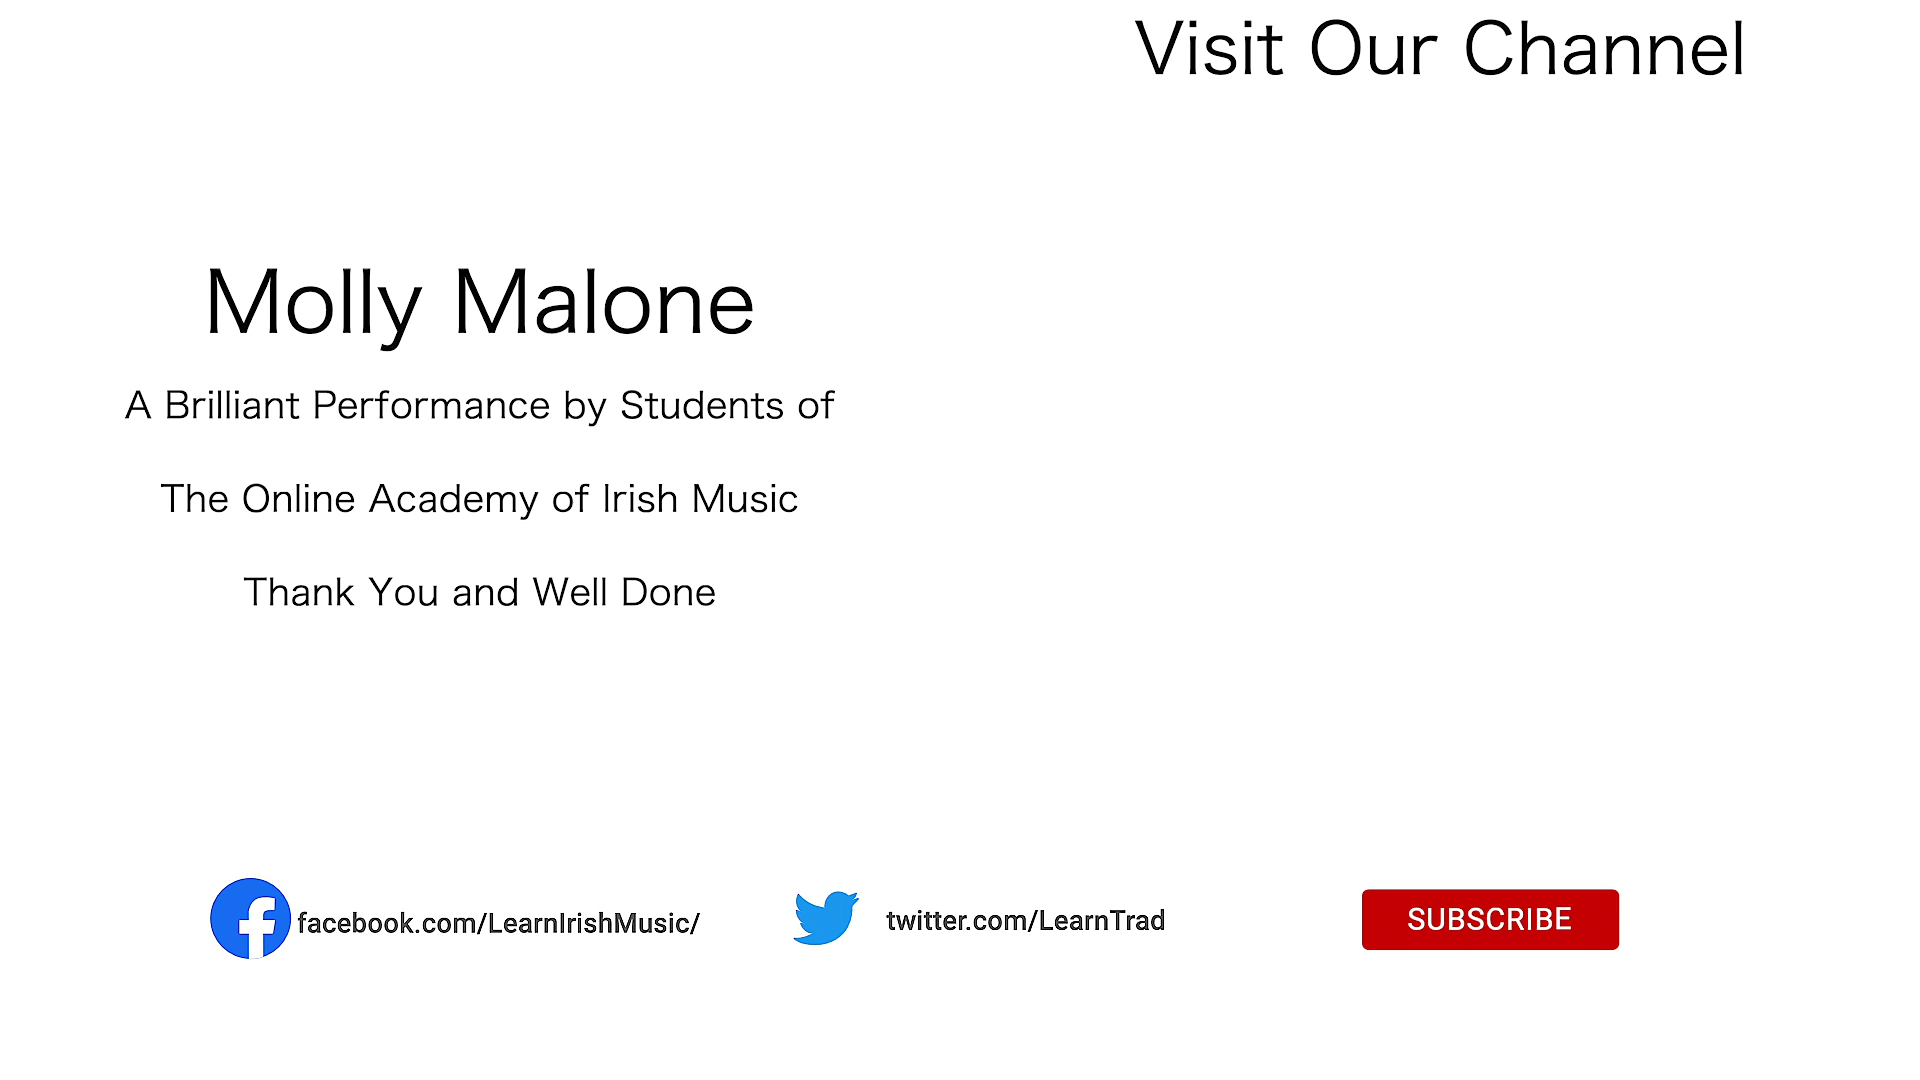 Visit Our Channel
Molly Malone
A Brilliant Performance by Students of
The Online Academy of Irish Music
Thank You and Well Done
facebook.com/LearnIrishMusic/
twitter.com/LearnTrad
SUBSCRIBE